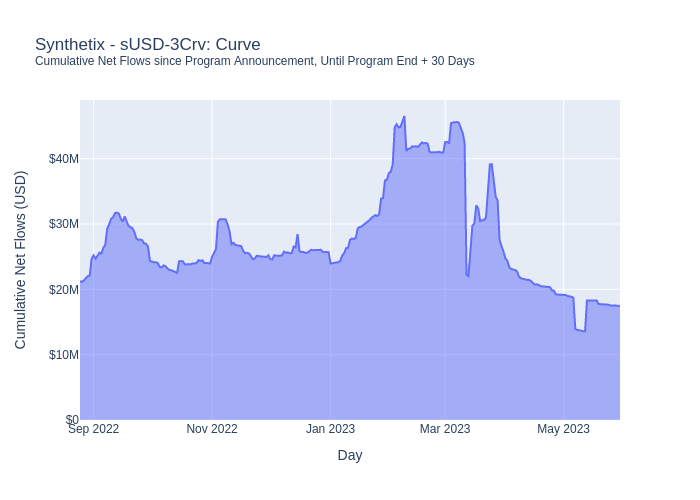 Synthetix - sUSD-3Crv: Curve
Cumulative Net Flows since Program Announcement, Until Program End + 30 Days
Cumulative Net Flows (USD)
$40M
$30M
$20M
$10M
$0
Sep 2022
Nov 2022
Jan 2023
Mar 2023
May 2023
Day